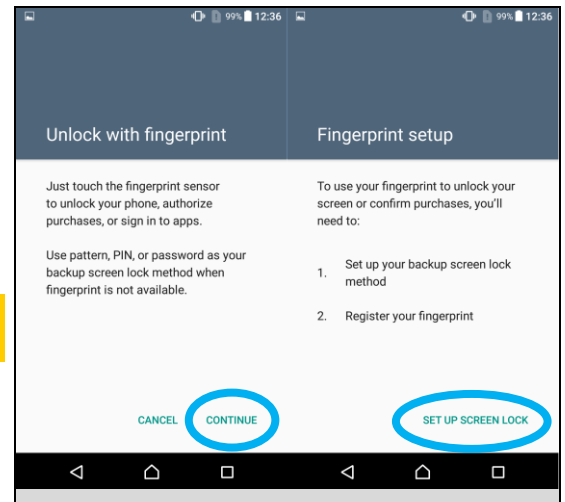 99% 12:36
Unlock with fingerprint
Just touch the fingerprint sensor
to unlock your phone, authorize
purchases, or sign in to apps.
Use pattern, PIN, or password as your
backup screen lock method when
fingerprint is not available.
CANCEL CONTINUE
99% 12:36
Fingerprint setup
To use your fingerprint to unlock your
screen or confirm purchases, you'll
need to:
1. Set up your backup screen lock
method
2. Register your fingerprint
SET UP SCREEN LOCK